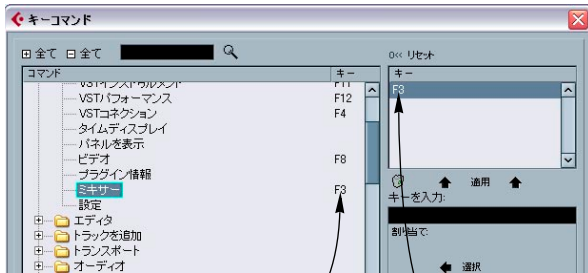 キーコマンド
全て 全て
0<< リセット
コマンド キー
VSTインストゥルメント F11
VSTパフォーマンス F12
VSTコネクション F4
タイムディスプレイ
パネルを表示
ビデオ F8
プラグイン情報
ミキサー F3
設定
エディタ
トラックを追加
トランスポート
オーディオ
キー
F3
適用
キーを入力:
割り当て:
選択